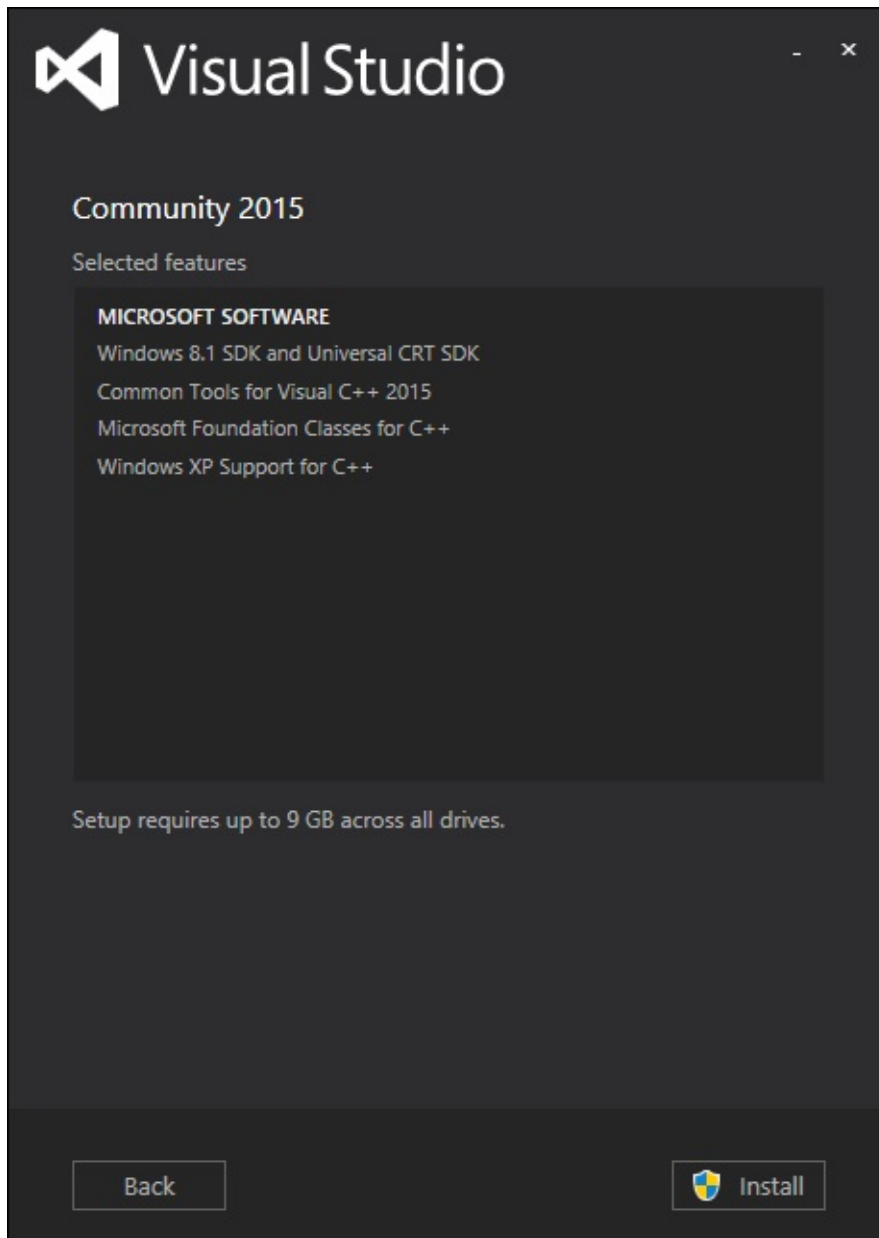 Visual Studio
Community 2015
Selected features
MICROSOFT SOFTWARE
Windows 8.1 SDK and Universal CRT SDK
Common Tools for Visual C++ 2015
Microsoft Foundation Classes for C++
Windows XP Support for C++
Setup requires up to 9 GB across all drives.
Back
Install